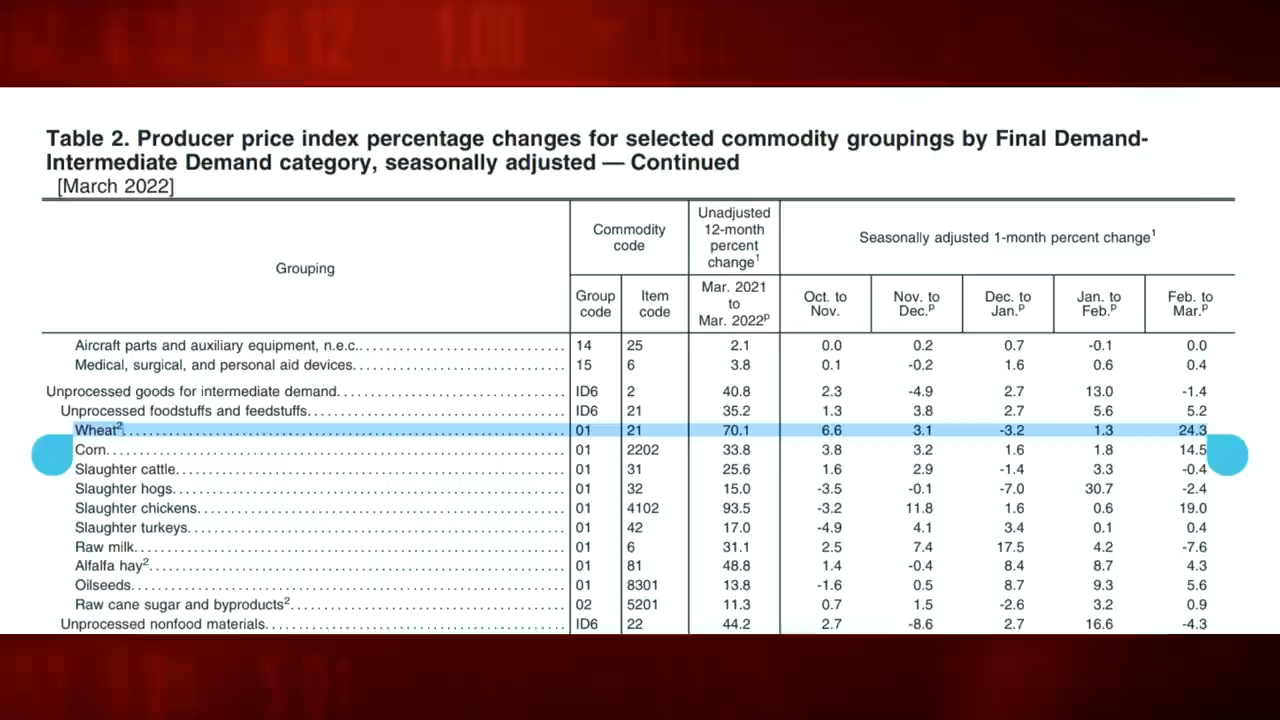 Table 2. Producer price index percentage changes for selected commodity groupings by Final Demand-
Intermediate Demand category, seasonally adjusted — Continued
[March 2022]
Grouping
Commodity
code
Unadjusted
12-month
percent
change1
Seasonally adjusted 1-month percent change1
Group
code
Item
code
Mar. 2021
to
Mar. 2022p
Oct. to
Nov.
Nov. to
Dec.p
Dec. to
Jan.p
Jan. to
Feb.p
Feb. to
Mar.p
Aircraft parts and auxiliary equipment, n.e.c. 14 25 2.1 0.0 0.2 0.7 -0.1 0.0
Medical, surgical, and personal aid devices 15 6 3.8 0.1 -0.2 1.6 0.6 0.4
Unprocessed goods for intermediate demand ID6 2 40.8 2.3 -4.9 2.7 13.0 -1.4
Unprocessed foodstuffs and feedstuffs ID6 21 35.2 1.3 3.8 2.7 5.6 5.2
Wheat2 01 21 70.1 6.6 3.1 -3.2 1.3 24.3
Corn 01 2202 33.8 3.8 3.2 1.6 1.8 14.5
Slaughter cattle 01 31 25.6 1.6 2.9 -1.4 3.3 -0.4
Slaughter hogs 01 32 15.0 -3.5 -0.1 -7.0 30.7 -2.4
Slaughter chickens 01 4102 93.5 -3.2 11.8 1.6 0.6 19.0
Slaughter turkeys 01 42 17.0 -4.9 4.1 3.4 0.1 0.4
Raw milk 01 6 31.1 2.5 7.4 17.5 4.2 -7.6
Alfalfa hay2 01 81 48.8 1.4 -0.4 8.4 8.7 4.3
Oilseeds 01 8301 13.8 -1.6 0.5 8.7 9.3 5.6
Raw cane sugar and byproducts2 02 5201 11.3 0.7 1.5 -2.6 3.2 0.9
Unprocessed nonfood materials ID6 22 44.2 2.7 -8.6 2.7 16.6 -4.3